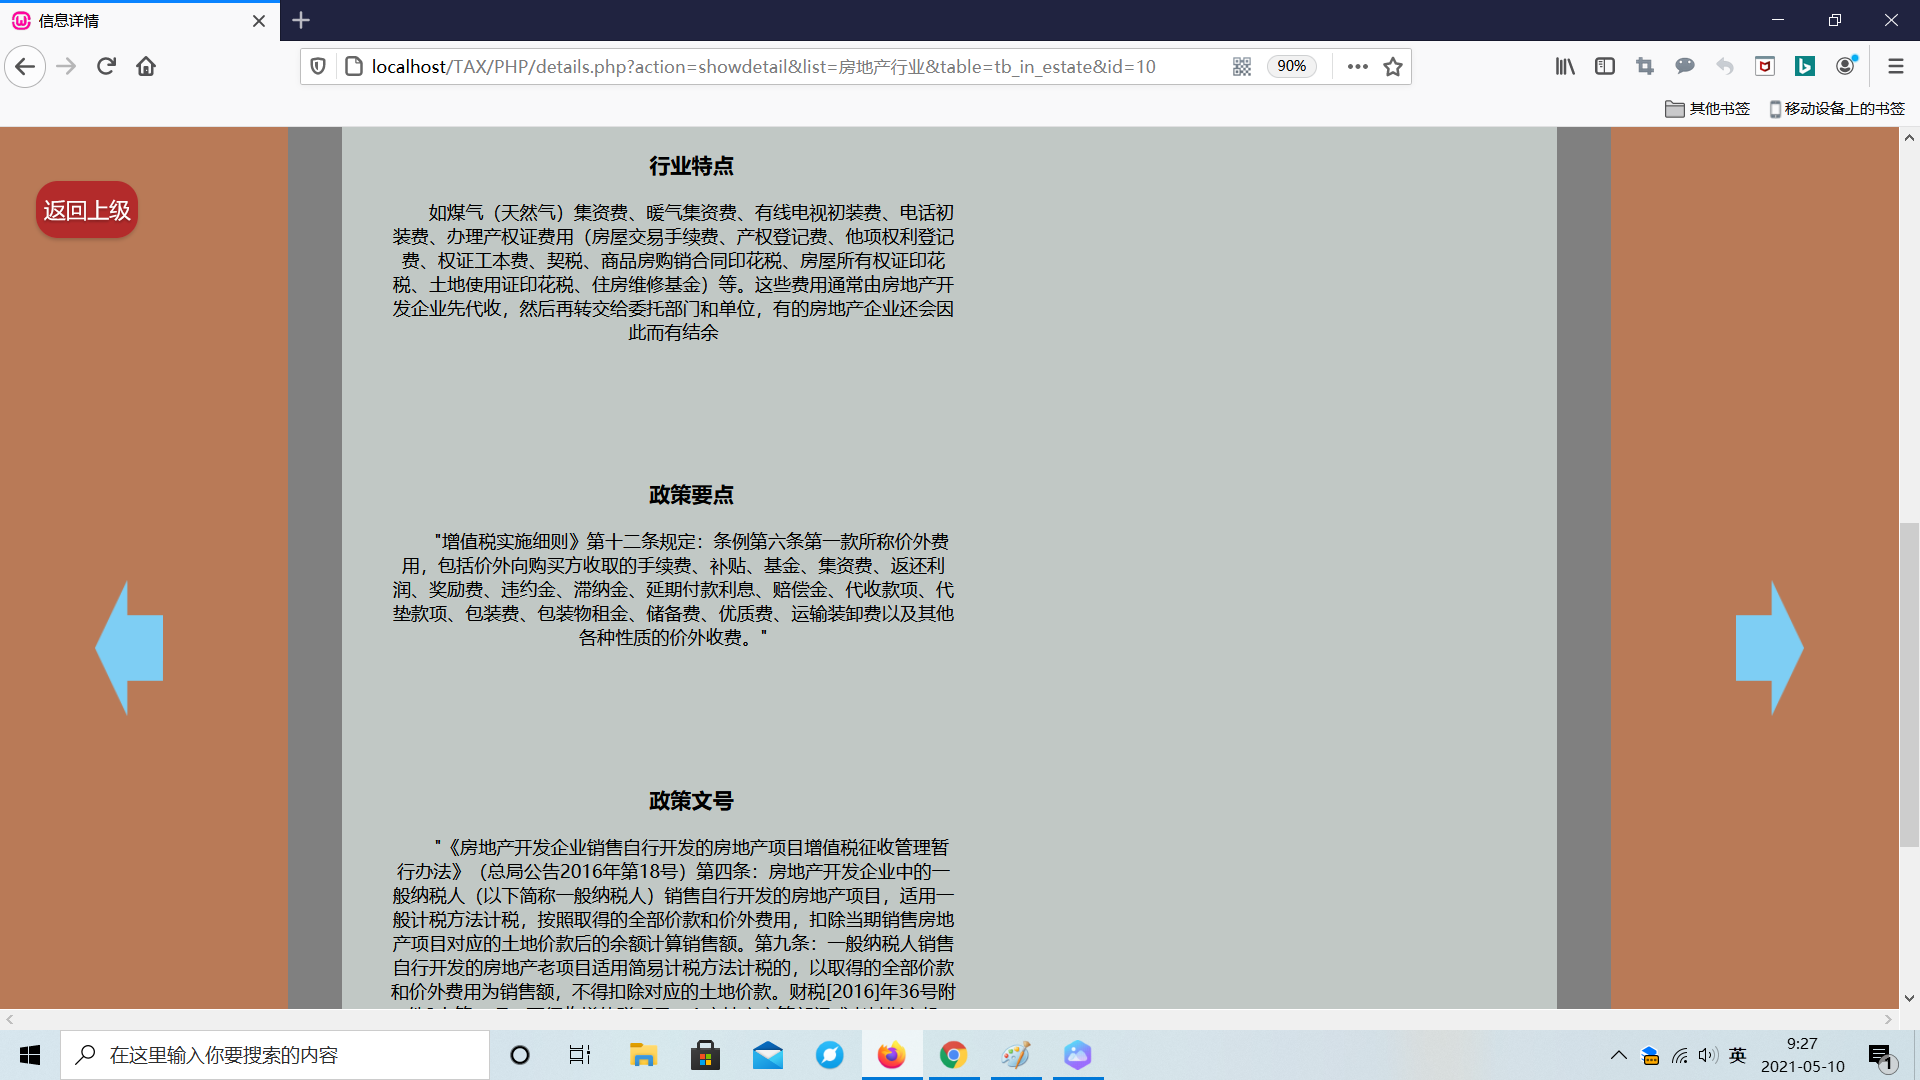 信息详情
localhost/TAX/PHP/details.php?action=showdetail&list=房地产行业&table=tb_in_estate&id=10
90%
其他书签
移动设备上的书签
返回上级
行业特点
如煤气（天然气）集资费、暖气集资费、有线电视初装费、电话初
装费、办理产权证费用（房屋交易手续费、产权登记费、他项权利登记
费、权证工本费、契税、商品房购销合同印花税、房屋所有权证印花
税、土地使用证印花税、住房维修基金）等。这些费用通常由房地产开
发企业先代收，然后再转交给委托部门和单位，有的房地产企业还会因
此而有结余
政策要点
"增值税实施细则》第十二条规定：条例第六条第一款所称价外费
用，包括价外向购买方收取的手续费、补贴、基金、集资费、返还利
润、奖励费、违约金、滞纳金、延期付款利息、赔偿金、代收款项、代
垫款项、包装费、包装物租金、储备费、优质费、运输装卸费以及其他
各种性质的价外收费。"
政策文号
"《房地产开发企业销售自行开发的房地产项目增值税征收管理暂
行办法》（总局公告2016年第18号）第四条：房地产开发企业中的一
般纳税人（以下简称一般纳税人）销售自行开发的房地产项目，适用一
般计税方法计税，按照取得的全部价款和价外费用，扣除当期销售房地
产项目对应的土地价款后的余额计算销售额。第九条：一般纳税人销售
自行开发的房地产老项目适用简易计税方法计税的，以取得的全部价款
和价外费用为销售额，不得扣除对应的土地价款。财税[2016]年36号附
在这里输入你要搜索的内容
英
9:27
2021-05-10
1